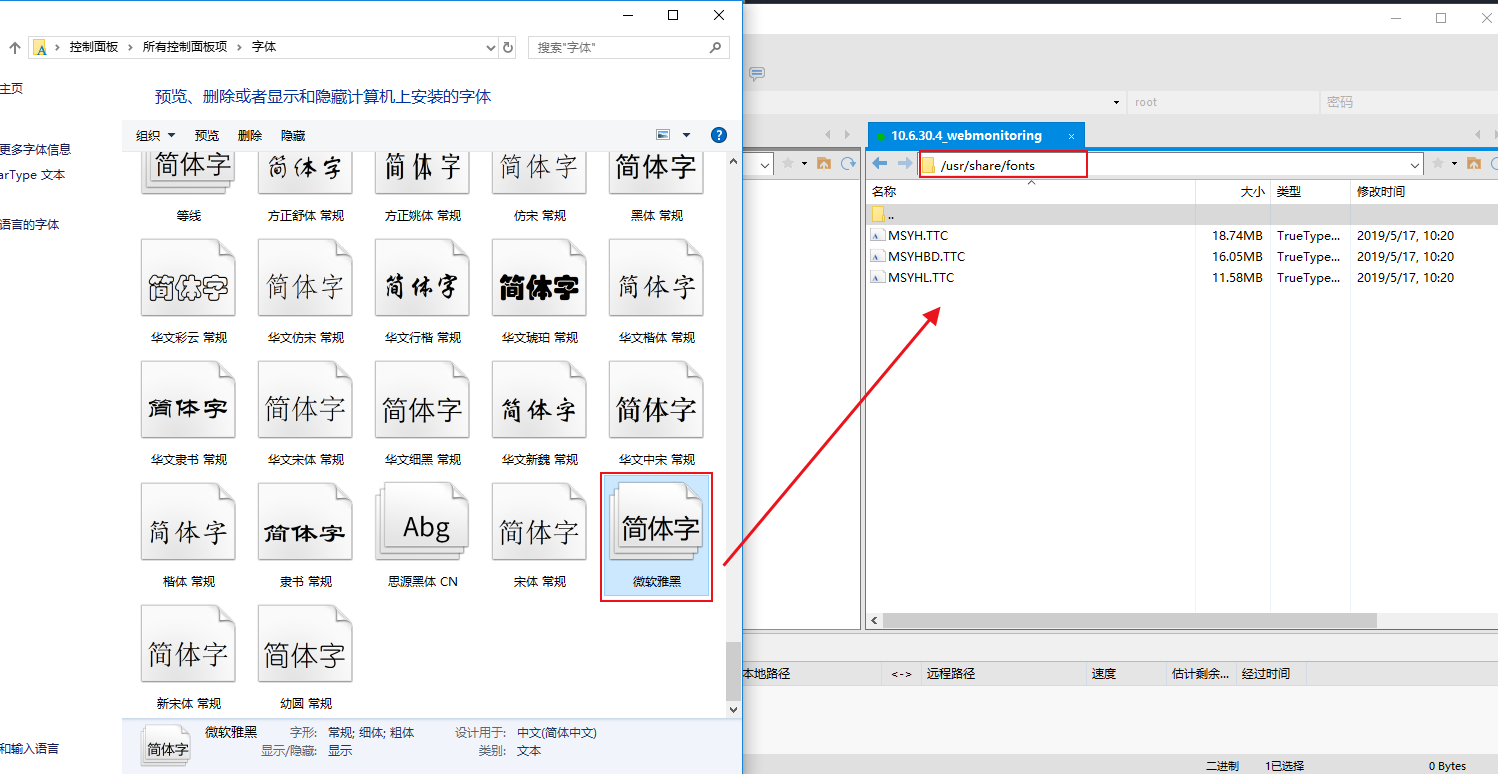 控制面板 › 所有控制面板项 › 字体
搜索"字体"
主页
更多字体信息
arType 文本
语言的字体
和输入语言
预览、删除或者显示和隐藏计算机上安装的字体
组织 预览 删除 隐藏
简体字 简体字 简体字 简体字 简体字
等线 方正舒体 常规 方正姚体 常规 仿宋 常规 黑体 常规
简体字 简体字 简体字 简体字 简体字
华文彩云 常规 华文仿宋 常规 华文行楷 常规 华文琥珀 常规 华文楷体 常规
简体字 简体字 简体字 简体字 简体字
华文隶书 常规 华文宋体 常规 华文细黑 常规 华文新魏 常规 华文中宋 常规
简体字 简体字 Abg 简体字 简体字
楷体 常规 隶书 常规 思源黑体 CN 宋体 常规 微软雅黑
简体字 简体字
新宋体 常规 幼圆 常规
简体字
微软雅黑 字形: 常规; 细体; 粗体 设计用于: 中文(简体中文)
显示/隐藏: 显示 类别: 文本
root 密码
10.6.30.4_webmonitoring ×
/usr/share/fonts
名称 大小 类型 修改时间
..
MSYH.TTC 18.74MB TrueType... 2019/5/17, 10:20
MSYHBD.TTC 16.05MB TrueType... 2019/5/17, 10:20
MSYHL.TTC 11.58MB TrueType... 2019/5/17, 10:20
本地路径 <-> 远程路径 速度 估计剩余... 经过时间
二进制 1已选择 0 Bytes